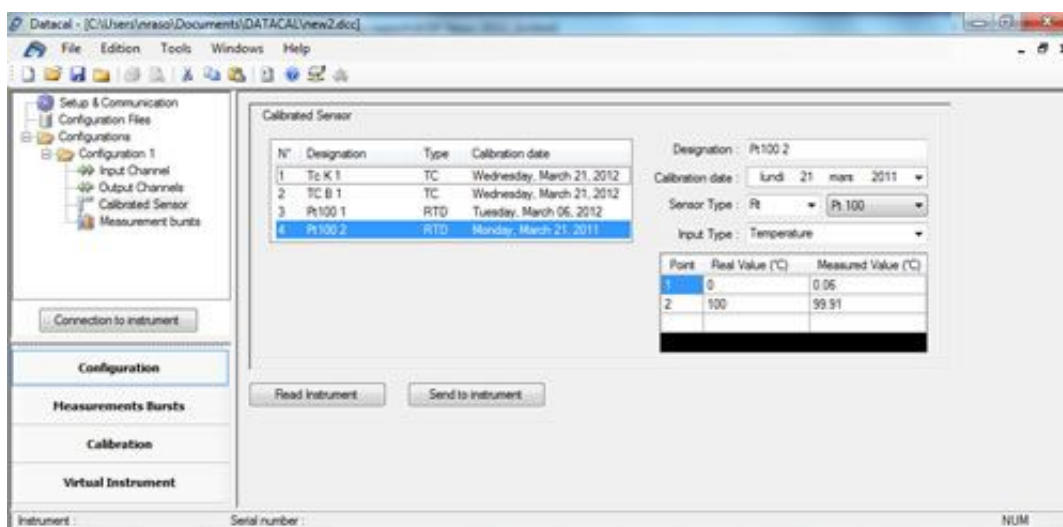 Datacal - [C:\Users\nraso\Documents\DATACAL\new2.dcc]
File Edition Tools Windows Help
Setup & Communication
Configuration Files
Configurations
Configuration 1
Input Channel
Output Channels
Calibrated Sensor
Measurement bursts
Connection to instrument
Configuration
Measurements Bursts
Calibration
Virtual Instrument
Calibrated Sensor
N° Designation Type Calibration date
1 Tc K 1 TC Wednesday, March 21, 2012
2 TC B 1 TC Wednesday, March 21, 2012
3 Pt100 1 RTD Tuesday, March 06, 2012
4 Pt100 2 RTD Monday, March 21, 2011
Designation : Pt100 2
Calibration date : lundi 21 mars 2011
Sensor Type : Pt Pt 100
Input Type : Temperature
Point Real Value (°C) Measured Value (°C)
1 0 0.06
2 100 99.91
Read Instrument Send to instrument
Instrument : Serial number : NUM